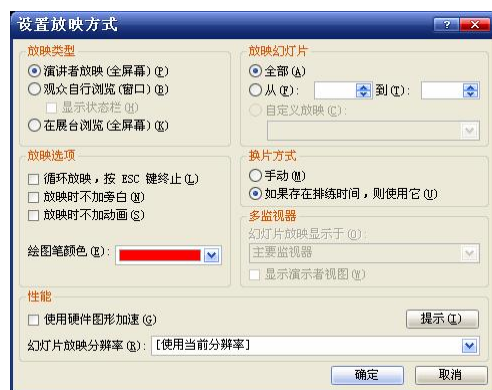 设置放映方式
放映类型
演讲者放映(全屏幕)(P)
观众自行浏览(窗口)(B)
显示状态栏(H)
在展台浏览(全屏幕)(K)
放映幻灯片
全部(A)
从(F): 到(T):
自定义放映(C):
放映选项
循环放映，按 ESC 键终止(L)
放映时不加旁白(N)
放映时不加动画(S)
绘图笔颜色(E):
换片方式
手动(M)
如果存在排练时间，则使用它(U)
多监视器
幻灯片放映显示于(O):
主要监视器
显示演示者视图(W)
性能
使用硬件图形加速(G)
提示(I)
幻灯片放映分辨率(R): [使用当前分辨率]
确定 取消